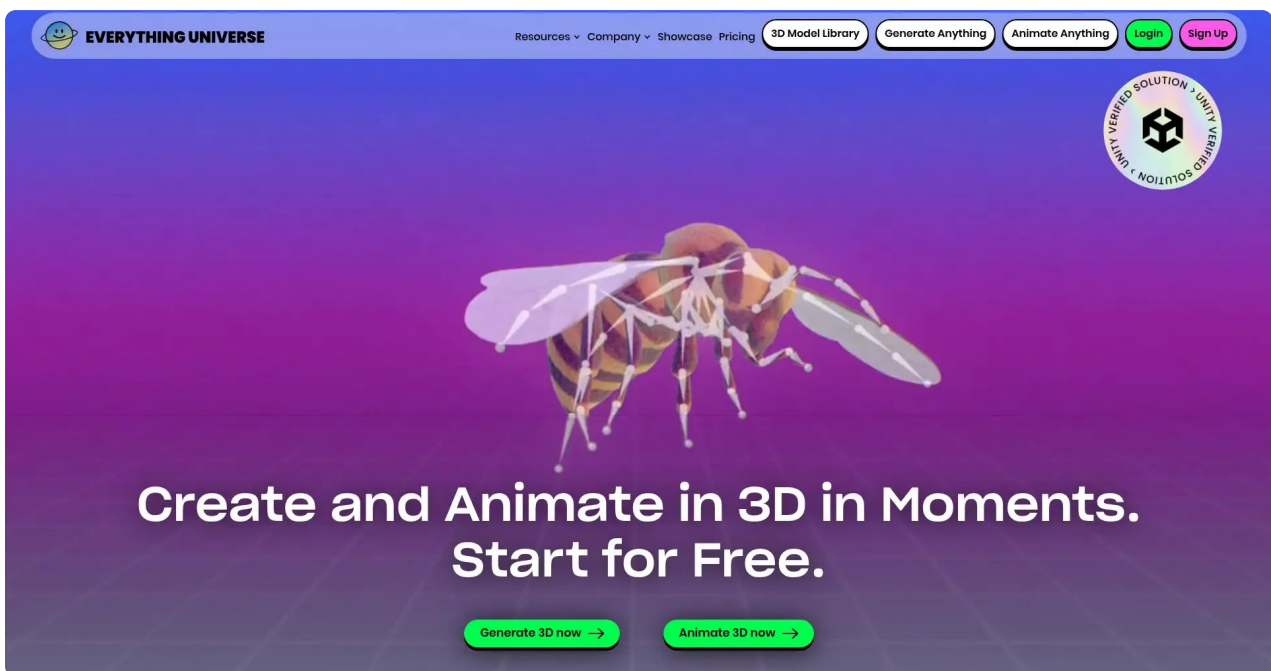 EVERYTHING UNIVERSE
Resources
Company
Showcase
Pricing
3D Model Library
Generate Anything
Animate Anything
Login
Sign Up
UNITY VERIFIED SOLUTION > UNITY VERIFIED SOLUTION >
Create and Animate in 3D in Moments.
Start for Free.
Generate 3D now →
Animate 3D now →